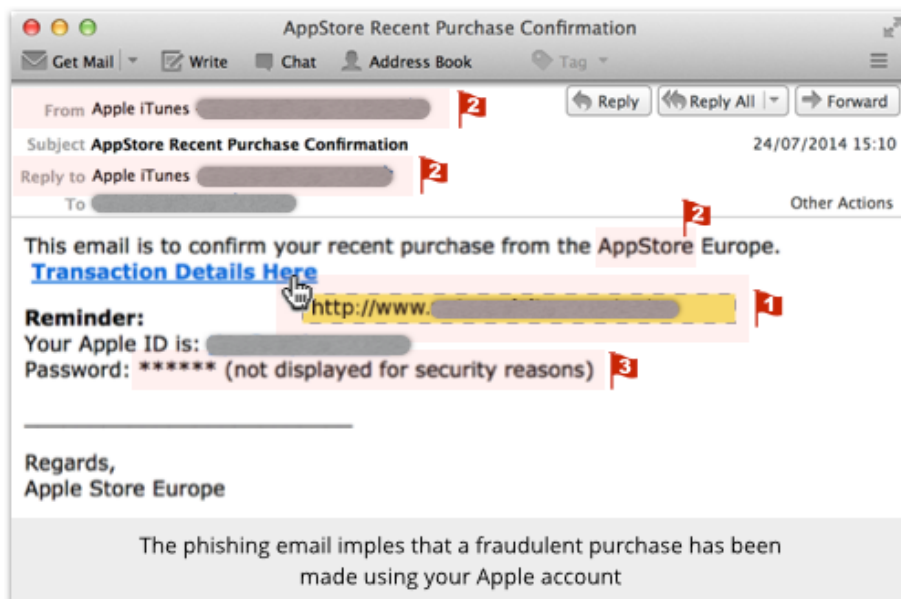 AppStore Recent Purchase Confirmation
Get Mail Write Chat Address Book Tag
From Apple iTunes 2 Reply Reply All Forward
Subject AppStore Recent Purchase Confirmation 24/07/2014 15:10
Reply to Apple iTunes 2
To Other Actions
2
This email is to confirm your recent purchase from the AppStore Europe.
Transaction Details Here
http://www. 1
Reminder:
Your Apple ID is:
Password: ****** (not displayed for security reasons) 3
Regards,
Apple Store Europe
The phishing email imples that a fraudulent purchase has been
made using your Apple account